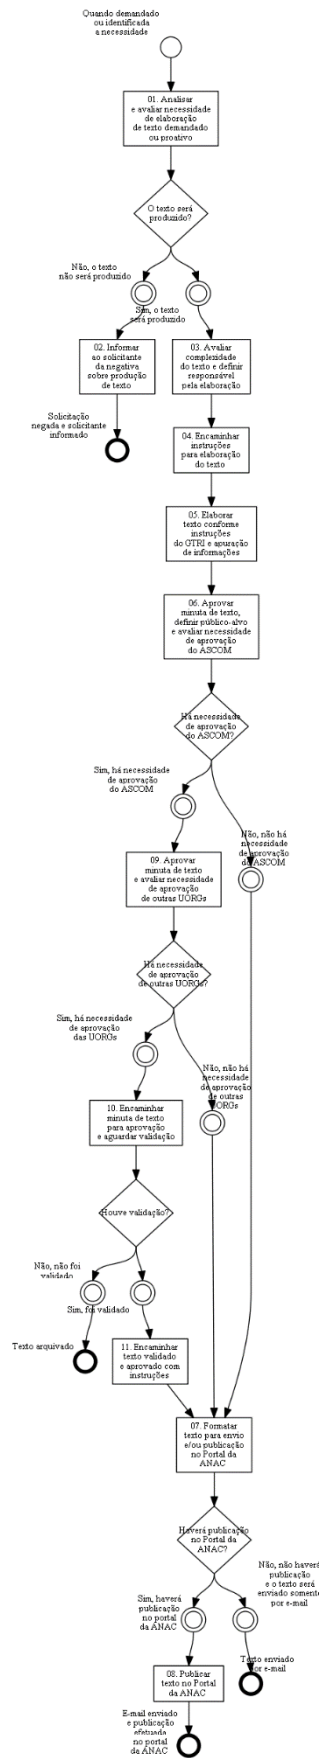 Quando demandado
ou identificada
a necessidade
01. Analisar
e avaliar necessidade
de elaboração
de texto demandado
ou proativo
O texto será
produzido?
Não, o texto
não será produzido
Sim, o texto
será produzido
02. Informar
ao solicitante
da negativa
sobre produção
de texto
03. Avaliar
complexidade
do texto e definir
responsável
pela elaboração
Solicitação
negada e solicitante
informado
04. Encaminhar
instruções
para elaboração
do texto
05. Elaborar
texto conforme
instruções
do GTRI e apuração
de informações
06. Aprovar
minuta de texto,
definir público-alvo
e avaliar necessidade
de aprovação
do ASCOM
Há necessidade
de aprovação
do ASCOM?
Sim, há necessidade
de aprovação
do ASCOM
Não, não há
necessidade
de aprovação
do ASCOM
09. Aprovar
minuta de texto
e avaliar necessidade
de aprovação
de outras UORGs
Há necessidade
de aprovação
de outras UORGs?
Sim, há necessidade
de aprovação
das UORGs
Não, não há
necessidade
de aprovação
de outras
UORGs
10. Encaminhar
minuta de texto
para aprovação
e aguardar validação
Houve validação?
Não, não foi
validado
Sim, foi validado
Texto arquivado
11. Encaminhar
texto validado
e aprovado com
instruções
07. Formatar
texto para envio
e/ou publicação
no Portal da
ANAC
Haverá publicação
no Portal da
ANAC?
Não, não haverá
publicação
e o texto será
enviado somente
por e-mail
Sim, haverá
publicação
no portal
da ANAC
Texto enviado
por e-mail
08. Publicar
texto no Portal
da ANAC
E-mail enviado
e publicação
efetuada
no portal
da ANAC